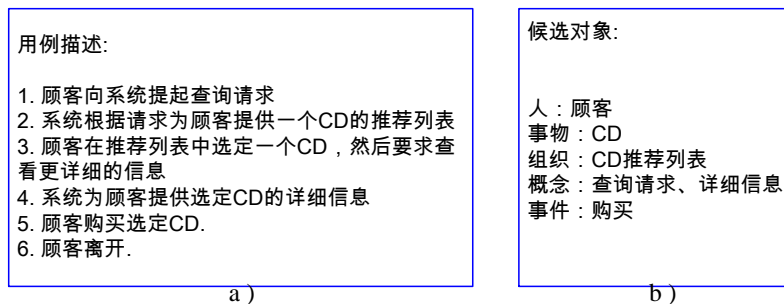 用例描述:
1. 顾客向系统提起查询请求
2. 系统根据请求为顾客提供一个CD的推荐列表
3. 顾客在推荐列表中选定一个CD，然后要求查
看更详细的信息
4. 系统为顾客提供选定CD的详细信息
5. 顾客购买选定CD.
6. 顾客离开.
a )
候选对象:
人：顾客
事物：CD
组织：CD推荐列表
概念：查询请求、详细信息
事件：购买
b )